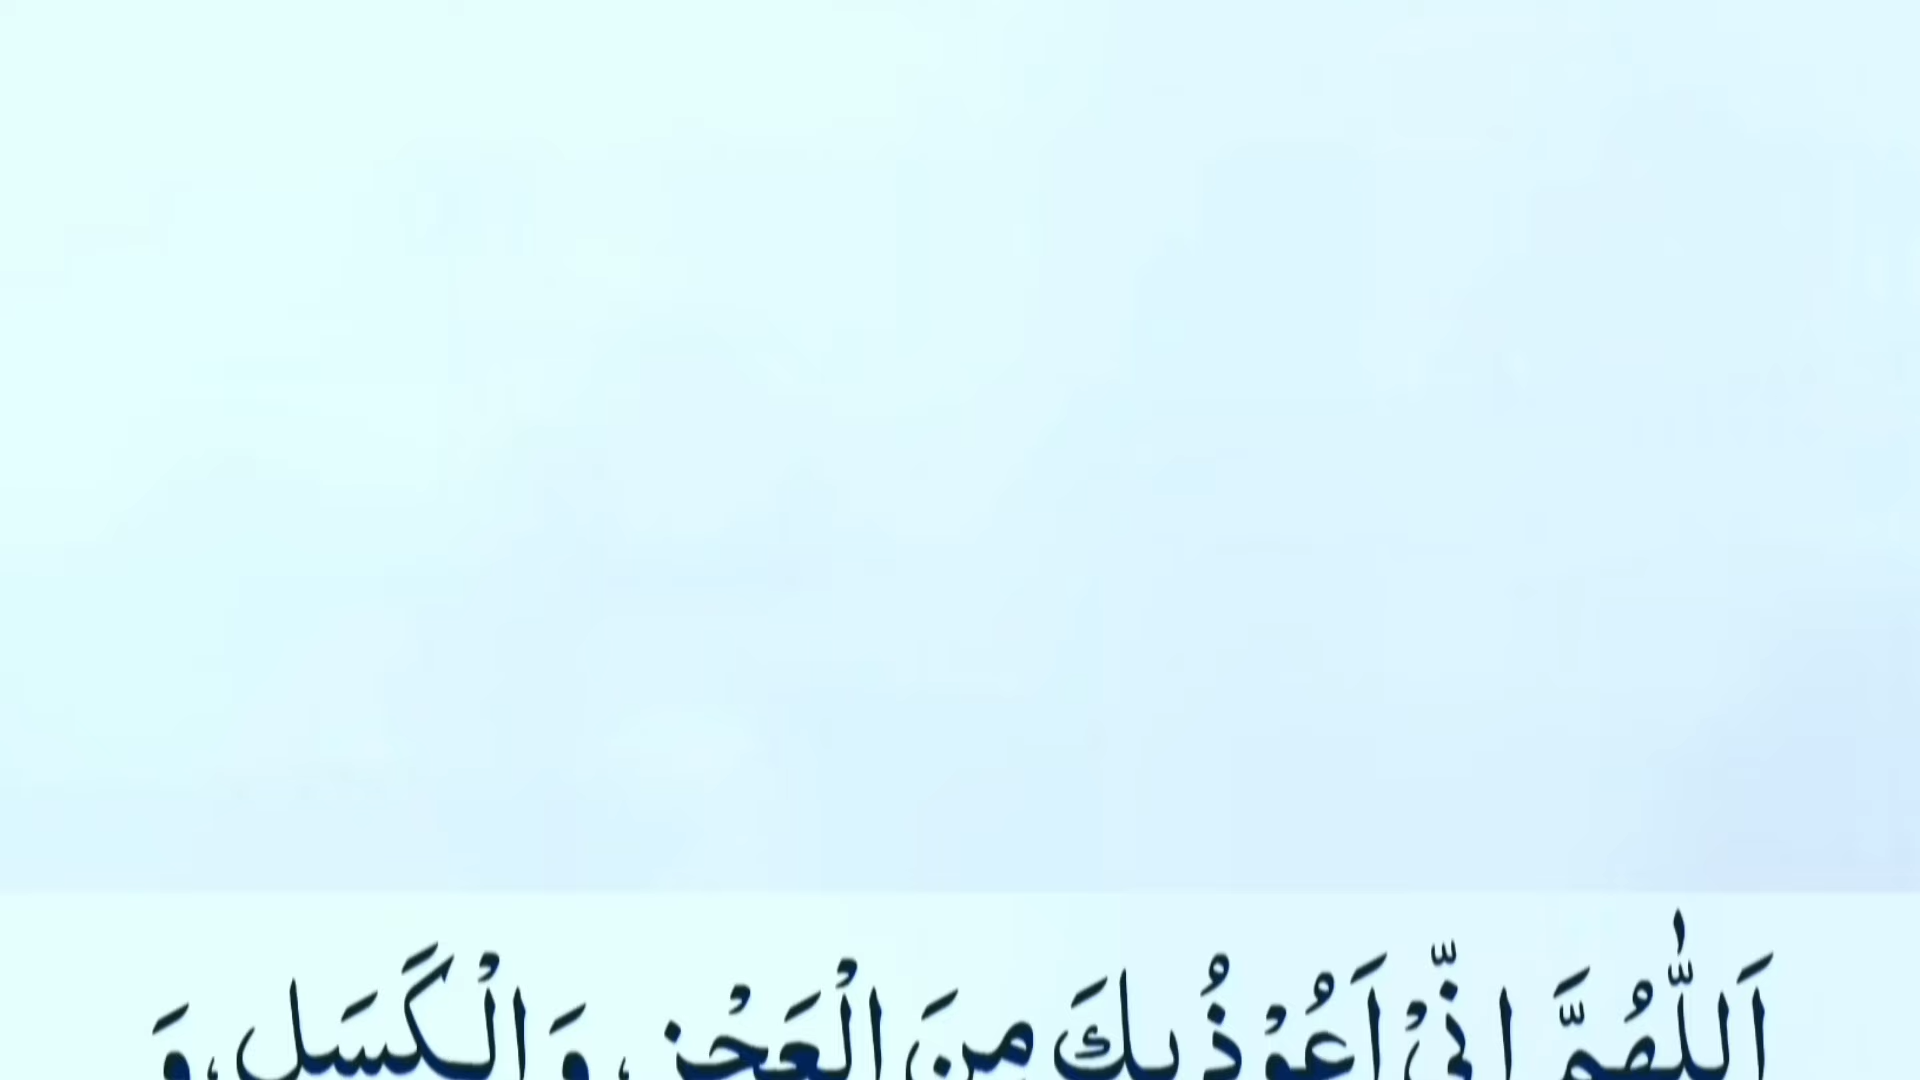 اَللّٰهُمَّ اِنِّیْ اَعُوْذُ بِكَ مِنَ الْعَجْزِ، وَ الْكَسَلِ، وَ